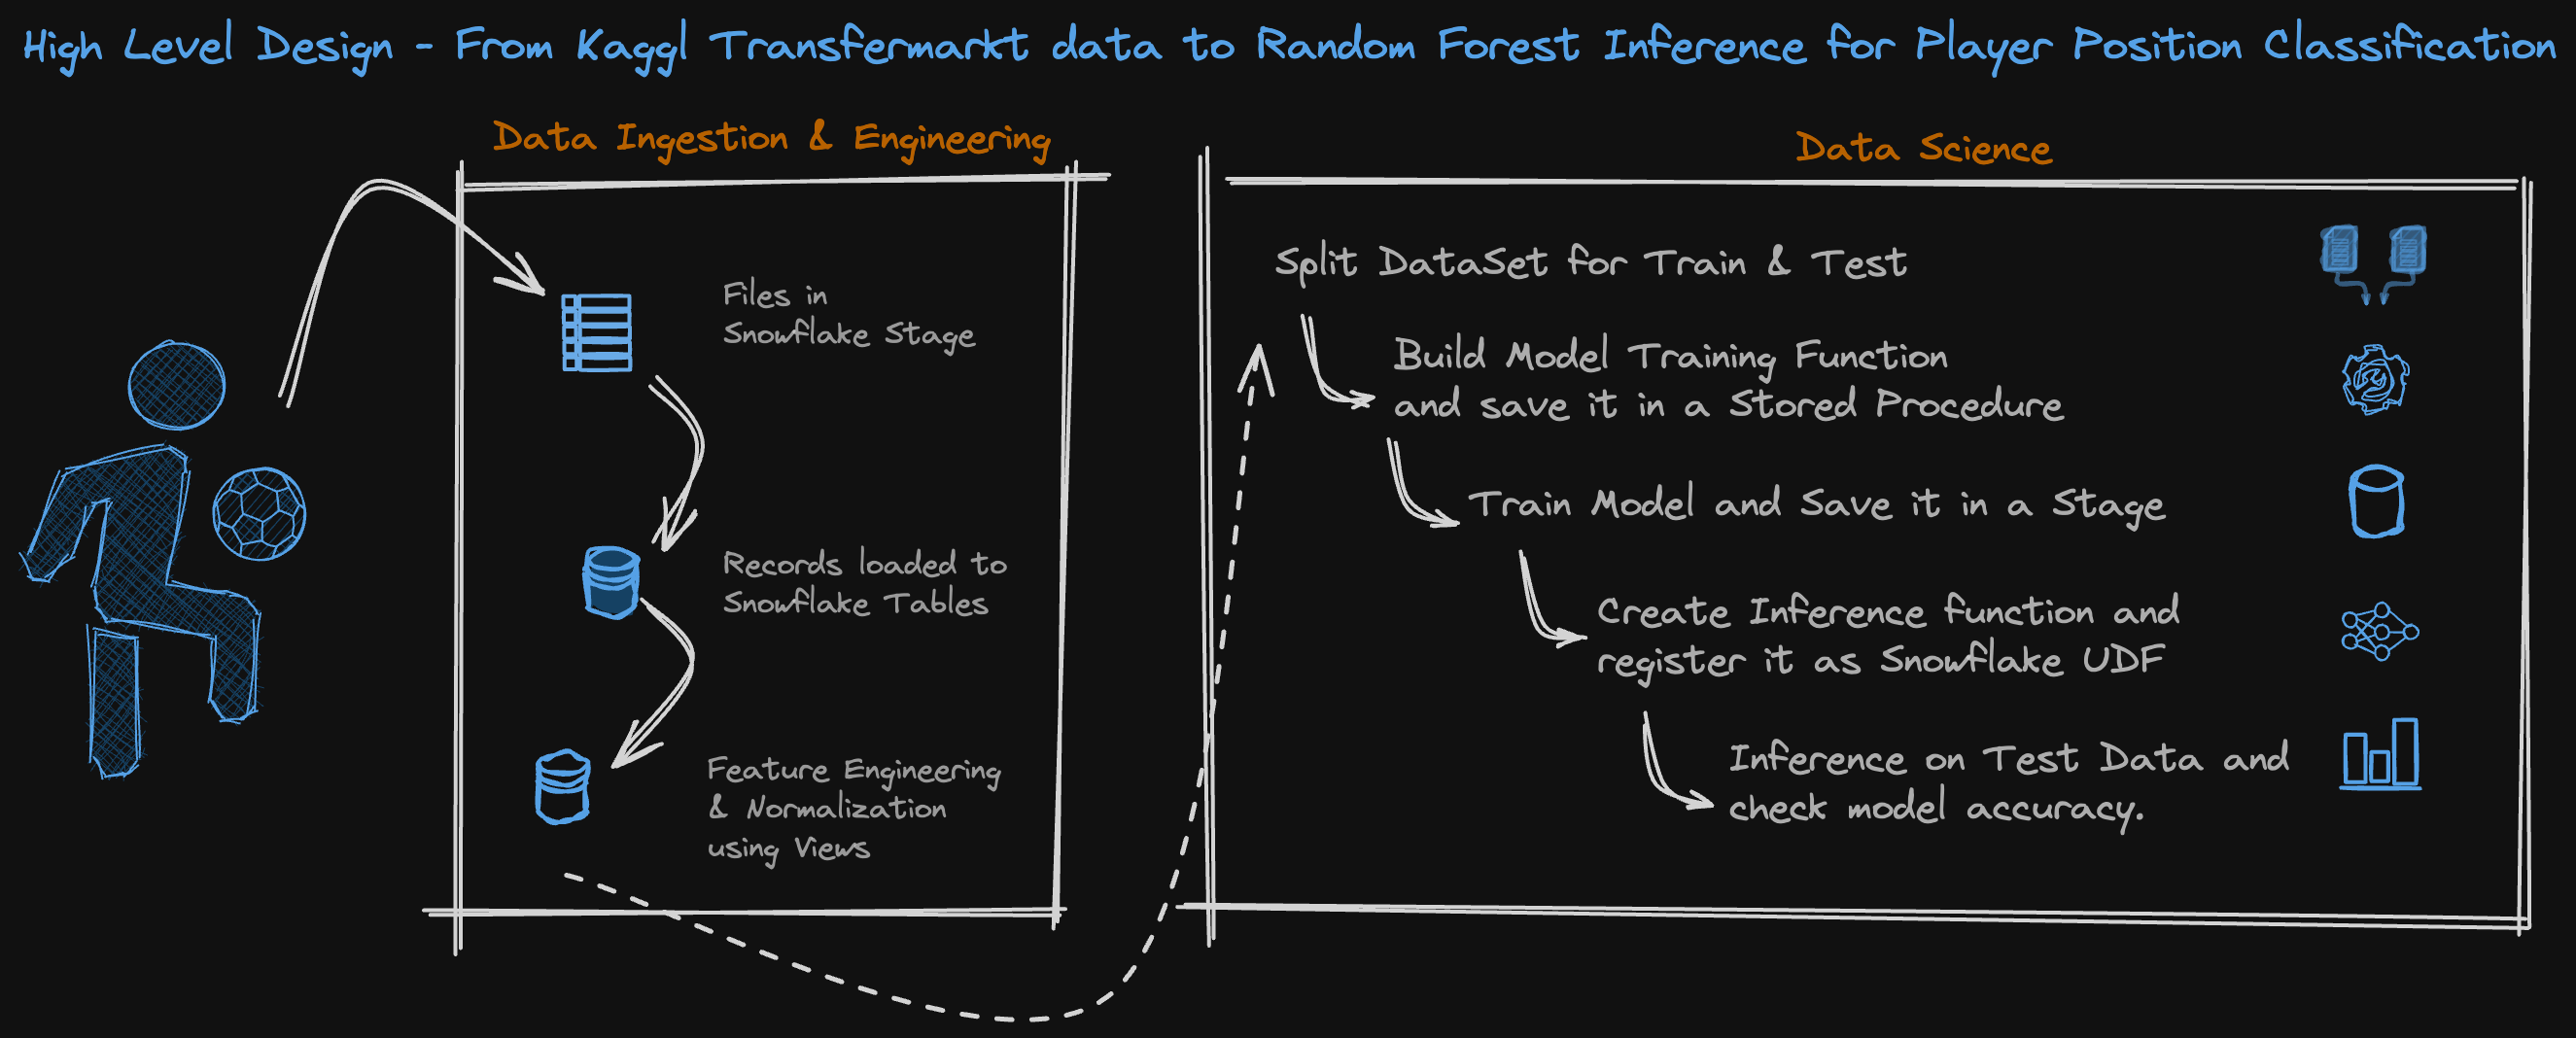 High Level Design - From Kaggl Transfermarkt data to Random Forest Inference for Player Position Classification
Data Ingestion & Engineering
Files in
Snowflake Stage
Records loaded to
Snowflake Tables
Feature Engineering
& Normalization
using Views
Data Science
Split DataSet for Train & Test
Build Model Training Function
and save it in a Stored Procedure
Train Model and Save it in a Stage
Create Inference function and
register it as Snowflake UDF
Inference on Test Data and
check model accuracy.